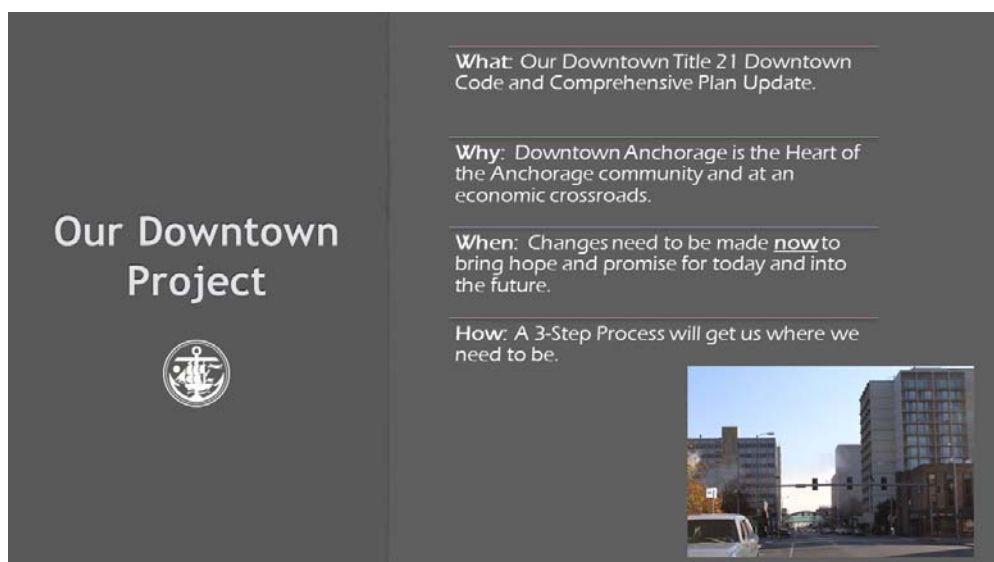 Our Downtown
Project
What: Our Downtown Title 21 Downtown
Code and Comprehensive Plan Update.
Why: Downtown Anchorage is the Heart of
the Anchorage community and at an
economic crossroads.
When: Changes need to be made now to
bring hope and promise for today and into
the future.
How: A 3-Step Process will get us where we
need to be.